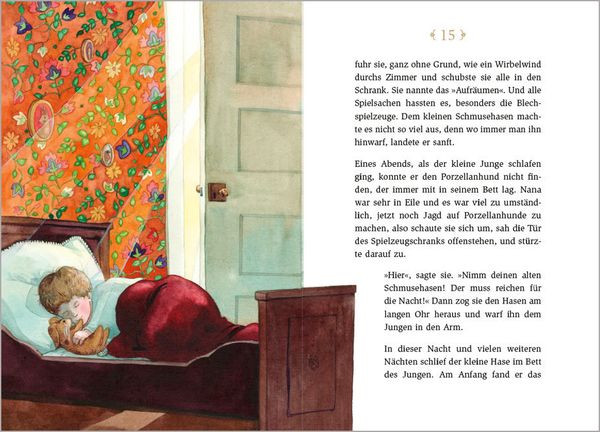 15
fuhr sie, ganz ohne Grund, wie ein Wirbelwind
durchs Zimmer und schubste sie alle in den
Schrank. Sie nannte das »Aufräumen«. Und alle
Spielsachen hassten es, besonders die Blech-
spielzeuge. Dem kleinen Schmusehasen mach-
te es nicht so viel aus, denn wo immer man ihn
hinwarf, landete er sanft.
Eines Abends, als der kleine Junge schlafen
ging, konnte er den Porzellanhund nicht fin-
den, der immer mit in seinem Bett lag. Nana
war sehr in Eile und es war viel zu umständ-
lich, jetzt noch Jagd auf Porzellanhunde zu
machen, also schaute sie sich um, sah die Tür
des Spielzeugschranks offenstehen, und stürz-
te darauf zu.
»Hier«, sagte sie. »Nimm deinen alten
Schmusehasen! Der muss reichen für
die Nacht!« Dann zog sie den Hasen am
langen Ohr heraus und warf ihn dem
Jungen in den Arm.
In dieser Nacht und vielen weiteren
Nächten schlief der kleine Hase im Bett
des Jungen. Am Anfang fand er das